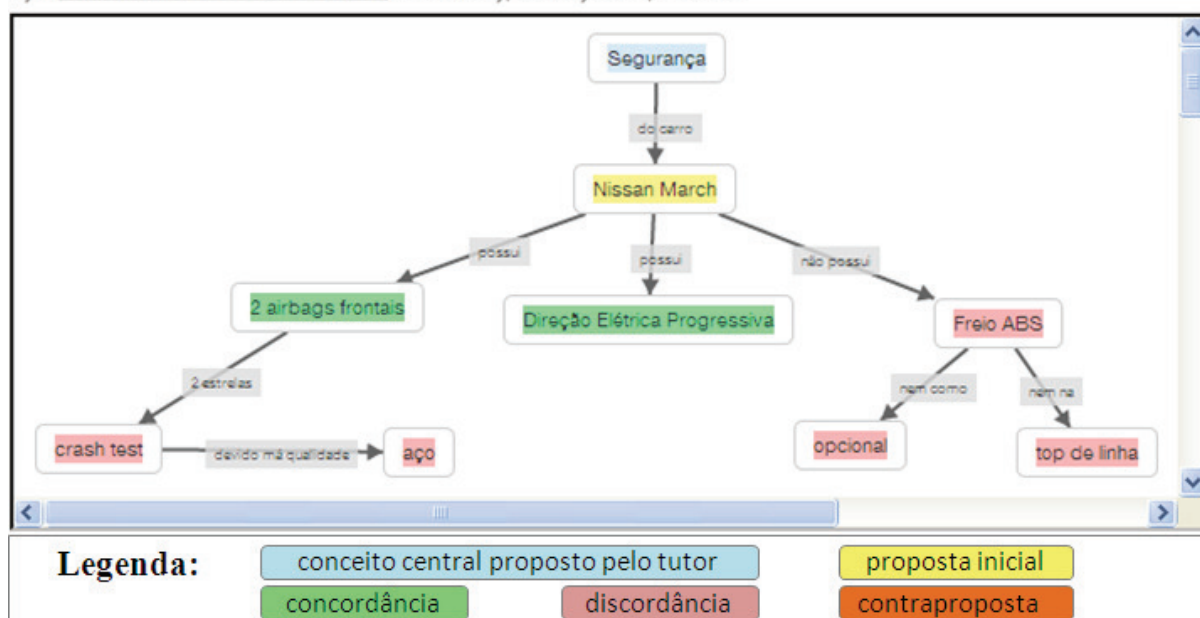 Segurança
do carro
Nissan March
possui
possui
não possui
2 airbags frontais
Direção Elétrica Progressiva
Freio ABS
2 estrelas
nem como
nem na
crash test
devido má qualidade
aço
opcional
top de linha
Legenda:
conceito central proposto pelo tutor
proposta inicial
concordância
discordância
contraproposta